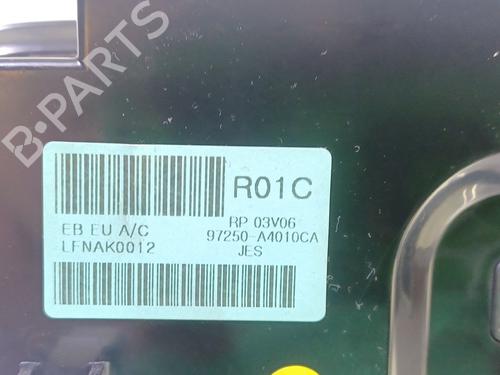 B-PARTS
R01C
RP 03V06
EB EU A/C
97250-A4010CA
LFNAK0012
JES